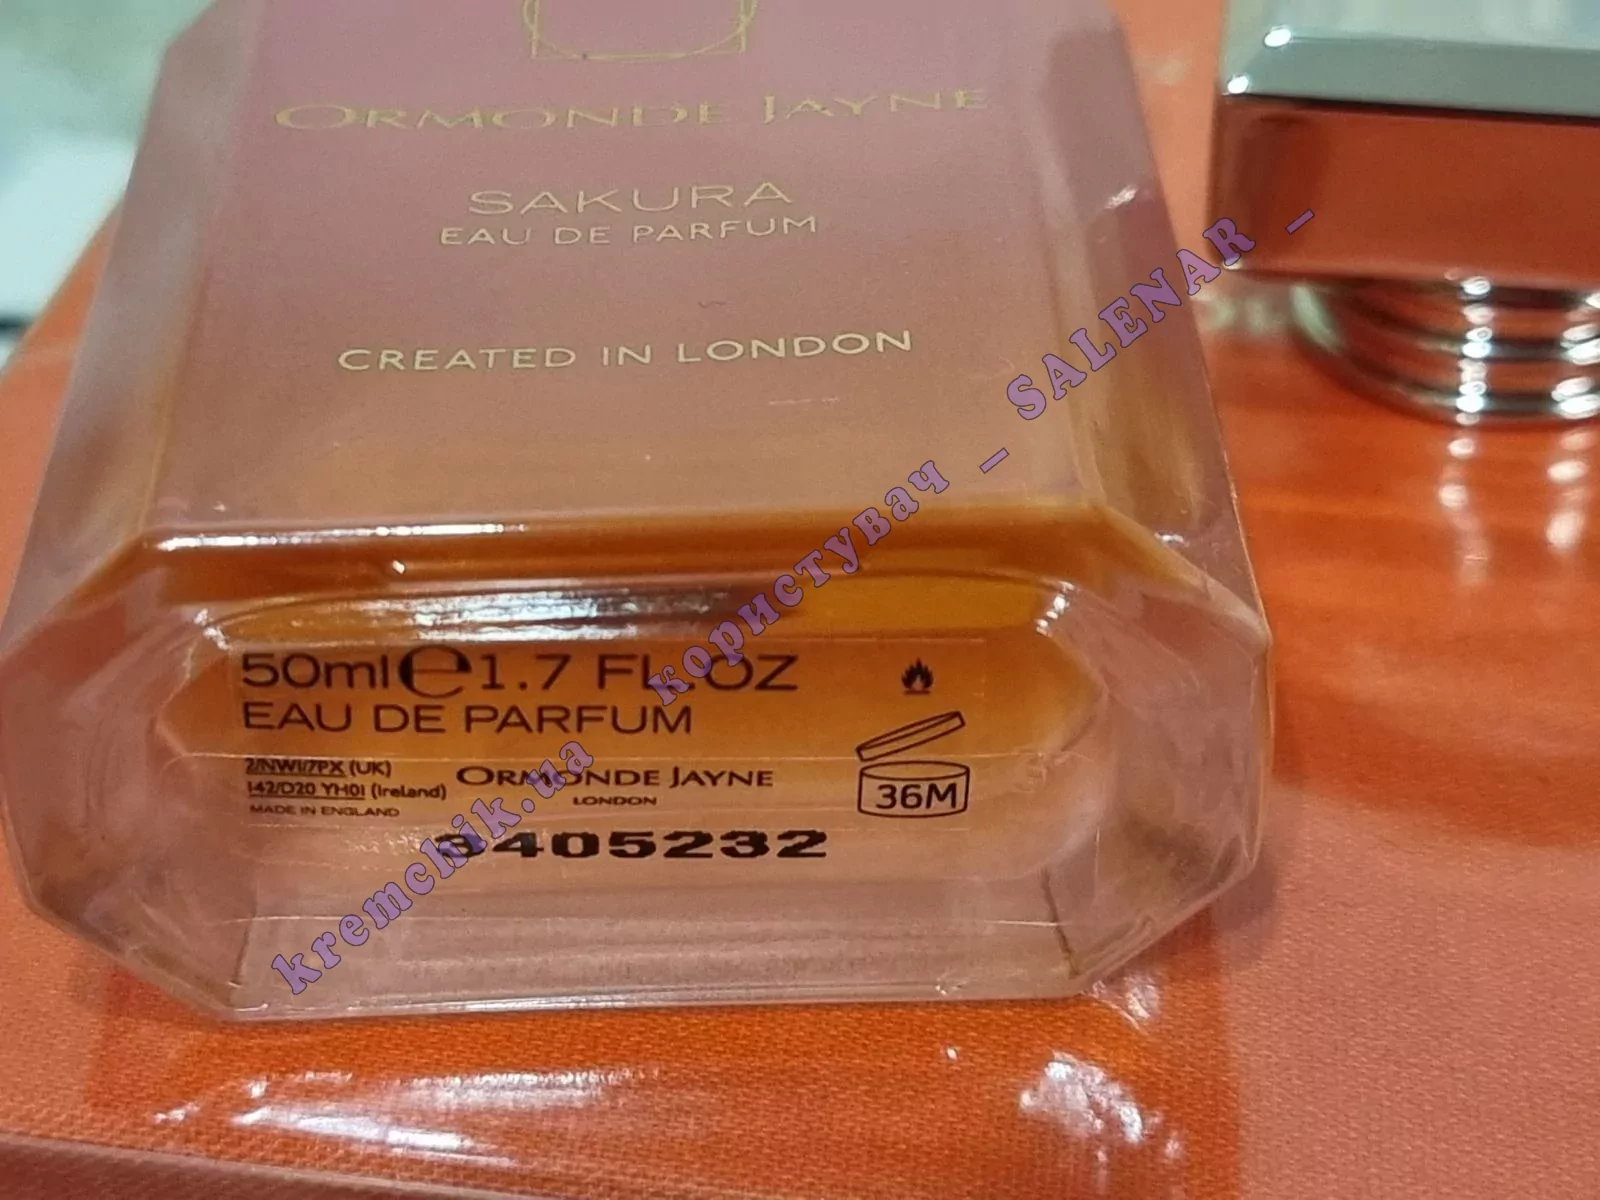 ORMONDE JAYNE
SAKURA
EAU DE PARFUM
CREATED IN LONDON
50ml e 1.7 FL.OZ
EAU DE PARFUM
2/NW1/7PX (UK)
142/D20 YH01 (Ireland)
MADE IN ENGLAND
ORMONDE JAYNE
LONDON
36M
3405232
kremchik.ua користувач _ SALENAR _